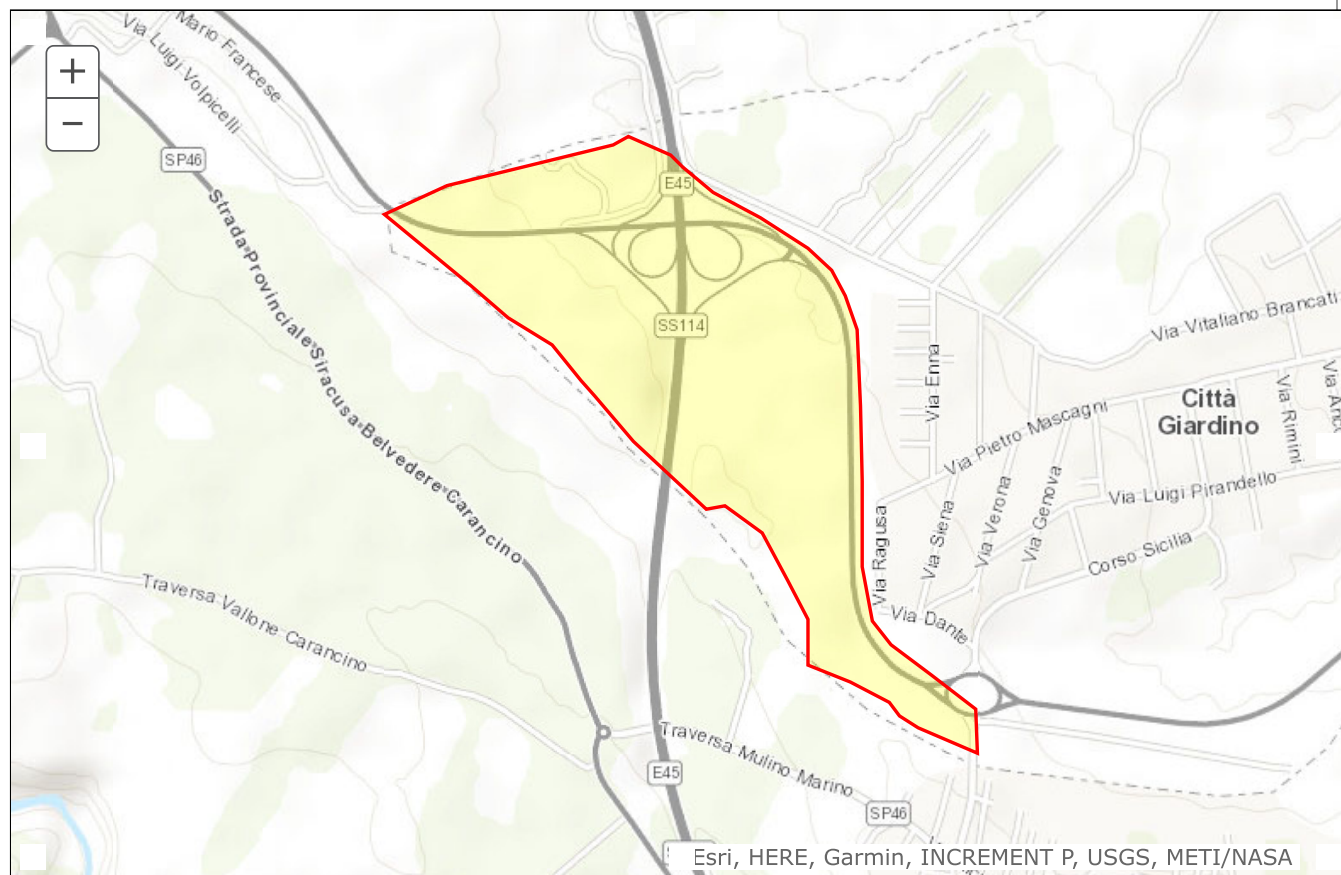 +
−
Mario Francese
Via Luigi Volpicelli
SP46
Strada Provinciale Siracusa-Belvedere Carancino
E45
SS114
Via Vitaliano Brancati
Via Enna
Via Pietro Mascagni
Città
Giardino
Via Rimini
Via Luigi Pirandello
Via Ragusa
Via Siena
Via Verona
Via Genova
Corso Sicilia
Via Dante
Traversa Vallone Carancino
Traversa Mulino Marino
E45
SP46
Esri, HERE, Garmin, INCREMENT P, USGS, METI/NASA